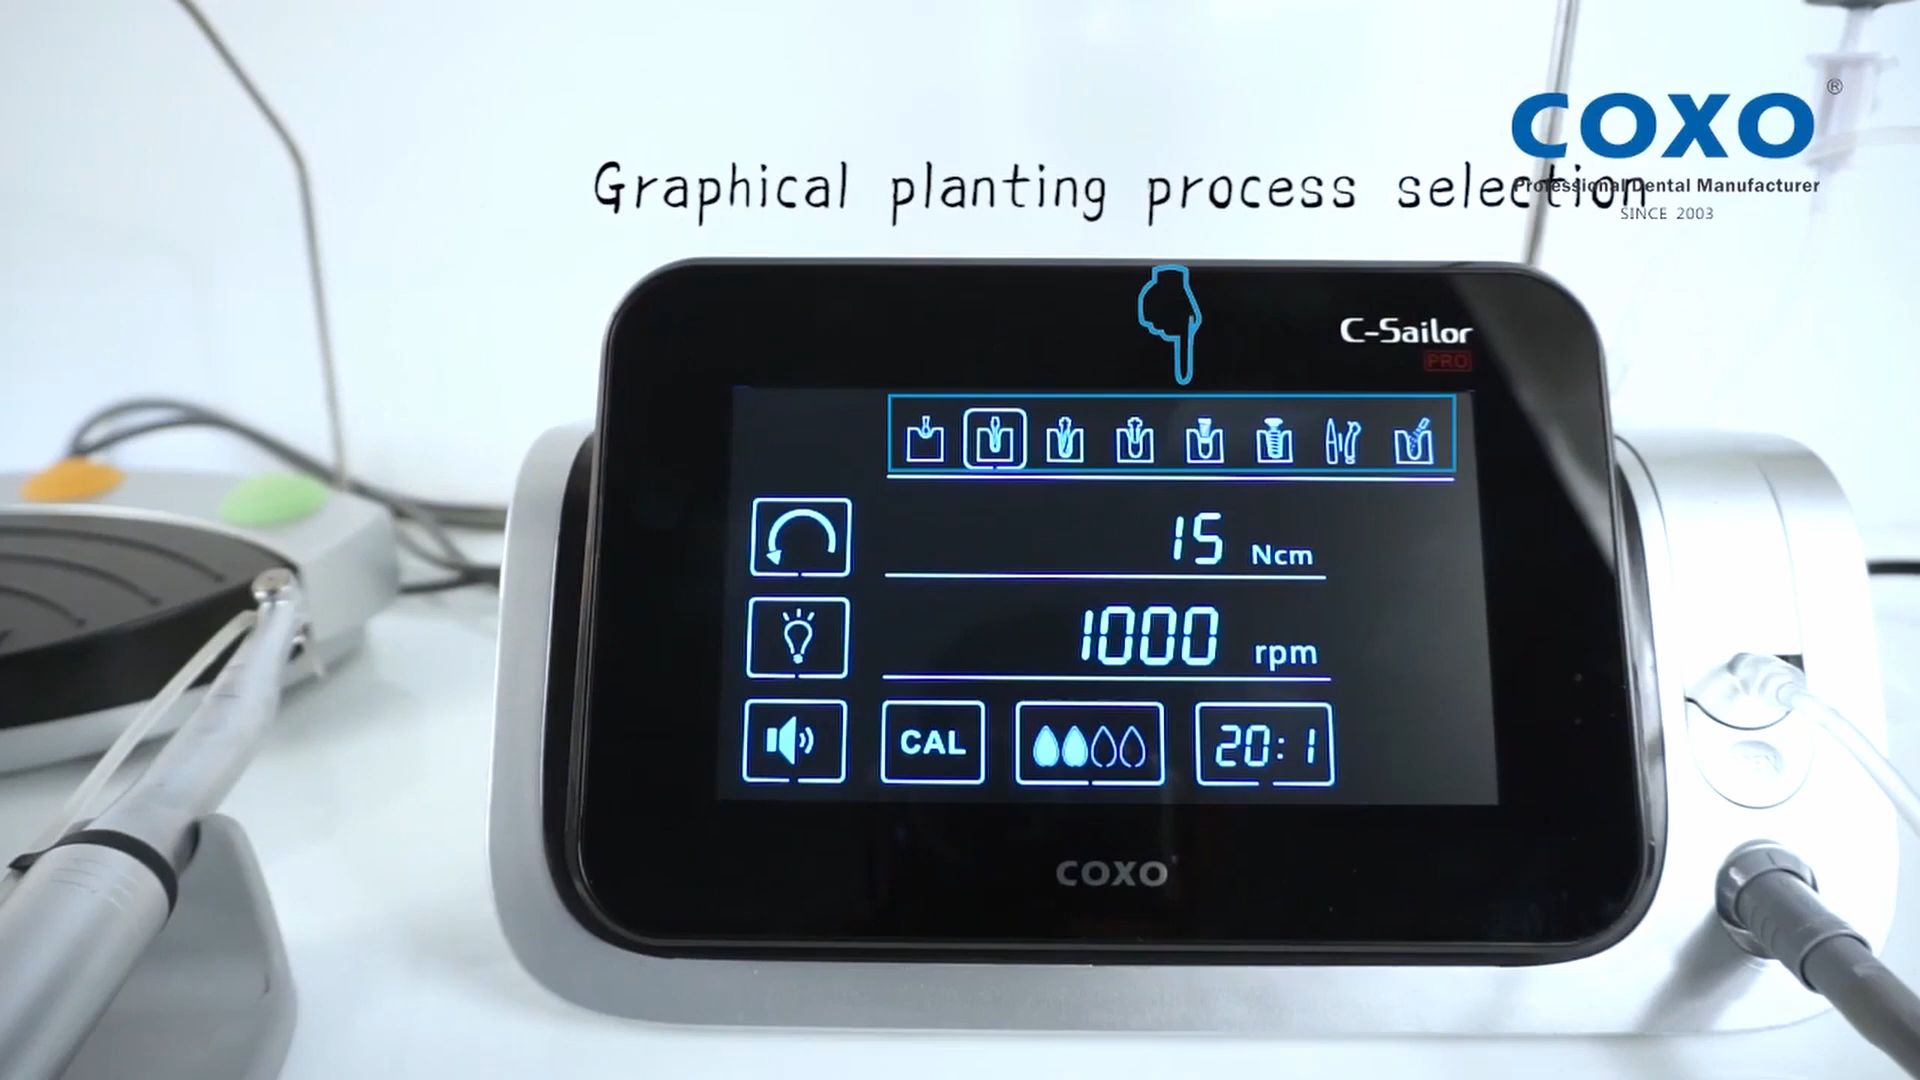 COXO®
Graphical planting process selection
Professional Dental Manufacturer
SINCE 2003
C-Sailor
PRO
15 Ncm
1000 rpm
CAL
20:1
COXO